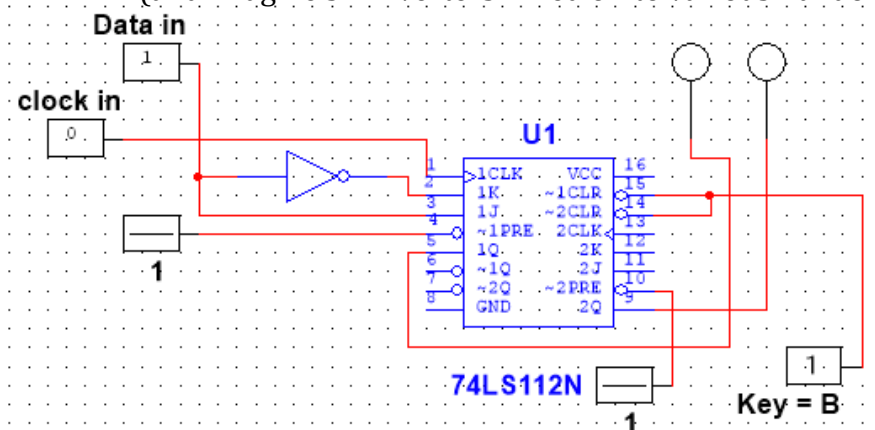 Data in
1
clock in
0
U1
1 1CLK VCC 16
2 1K ~1CLR 15
3 1J ~2CLR 14
4 ~1PRE 2CLK 13
5 1Q 2K 12
6 ~1Q 2J 11
7 ~2Q ~2PRE 10
8 GND 2Q 9
1
74LS112N
1
1
Key = B